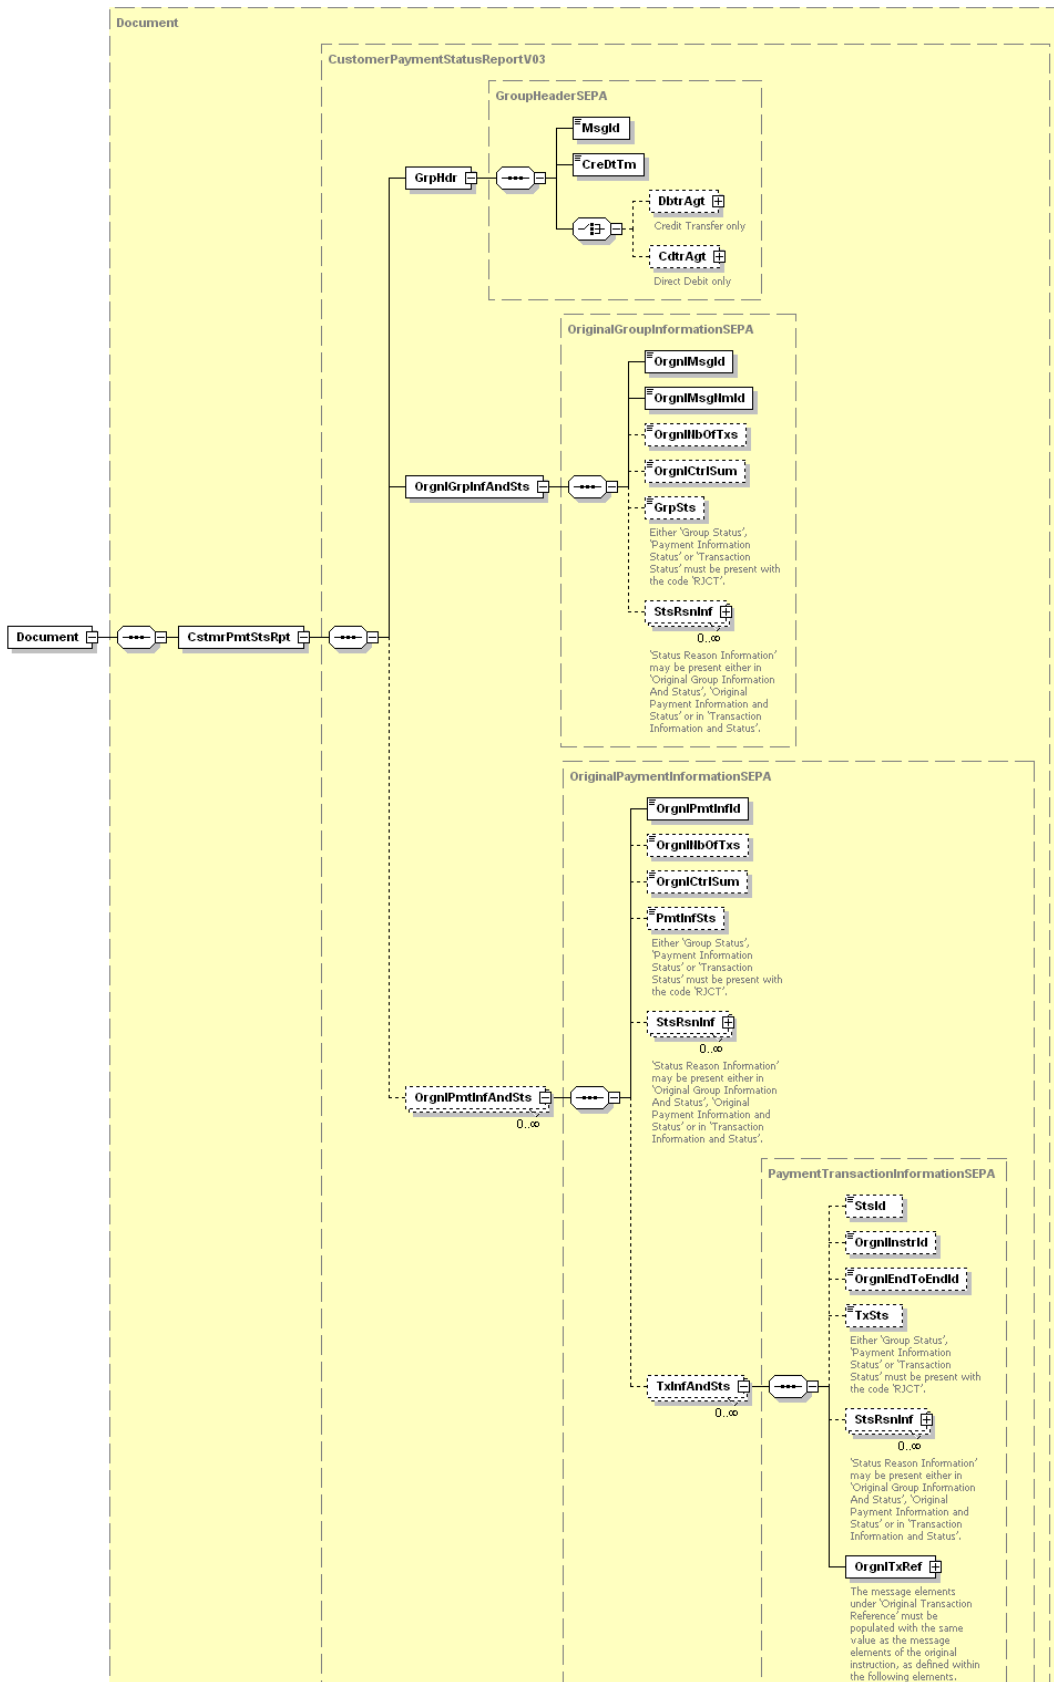 Document
CustomerPaymentStatusReportV03
GroupHeaderSEPA
MsgId
CreDtTm
GrpHdr
DbtrAgt
Credit Transfer only
CdtrAgt
Direct Debit only
OriginalGroupInformationSEPA
OrgnlMsgId
OrgnlMsgNmId
OrgnlNbOfTxs
OrgnlCtrlSum
OrgnlGrpInfAndSts
GrpSts
Either 'Group Status',
'Payment Information
Status' or 'Transaction
Status' must be present with
the code 'RJCT'.
StsRsnInf
0..∞
Document
CstmrPmtStsRpt
'Status Reason Information'
may be present either in
'Original Group Information
And Status', 'Original
Payment Information and
Status' or in 'Transaction
Information and Status'.
OriginalPaymentInformationSEPA
OrgnlPmtInfId
OrgnlNbOfTxs
OrgnlCtrlSum
PmtInfSts
Either 'Group Status',
'Payment Information
Status' or 'Transaction
Status' must be present with
the code 'RJCT'.
StsRsnInf
0..∞
'Status Reason Information'
may be present either in
'Original Group Information
And Status', 'Original
Payment Information and
Status' or in 'Transaction
Information and Status'.
OrgnlPmtInfAndSts
0..∞
PaymentTransactionInformationSEPA
StsId
OrgnlInstrId
OrgnlEndToEndId
TxSts
Either 'Group Status',
'Payment Information
Status' or 'Transaction
Status' must be present with
the code 'RJCT'.
TxInfAndSts
0..∞
StsRsnInf
0..∞
'Status Reason Information'
may be present either in
'Original Group Information
And Status', 'Original
Payment Information and
Status' or in 'Transaction
Information and Status'.
OrgnlTxRef
The message elements
under 'Original Transaction
Reference' must be
populated with the same
value as the message
elements of the original
instruction, as defined within
the following elements.